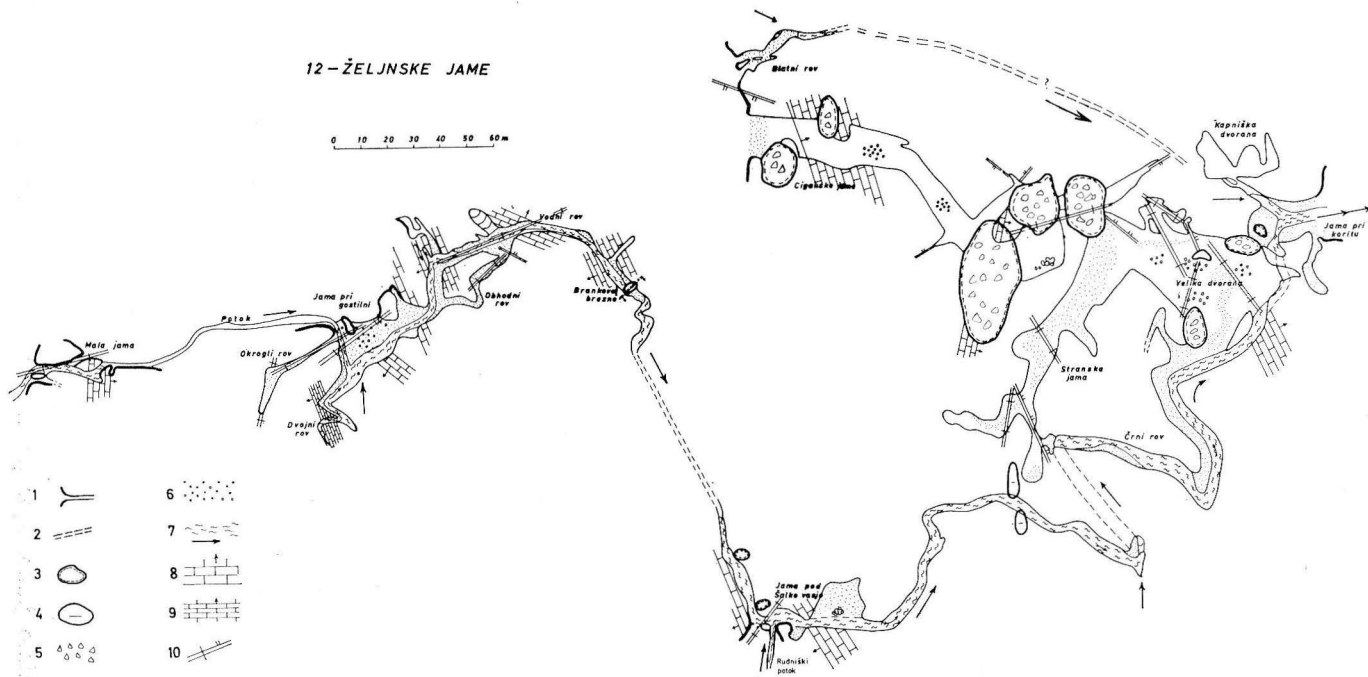 12 – ŽELJNSKE JAME
0 10 20 30 40 50 60 m
Blatni rov
Kapniška
dvorana
Ciganska jama
Jama pri
koritu
Vodni rov
Velika dvorana
Brankovo
brezno
Obhodni
rov
Jama pri
gostilni
Potok
Mala jama
Okrogli rov
Dvojni
rov
Stranska
jama
Črni rov
Jama pod
Šalko vasjo
Rudniški
potok
1
2
3
4
5
6
7
8
9
10